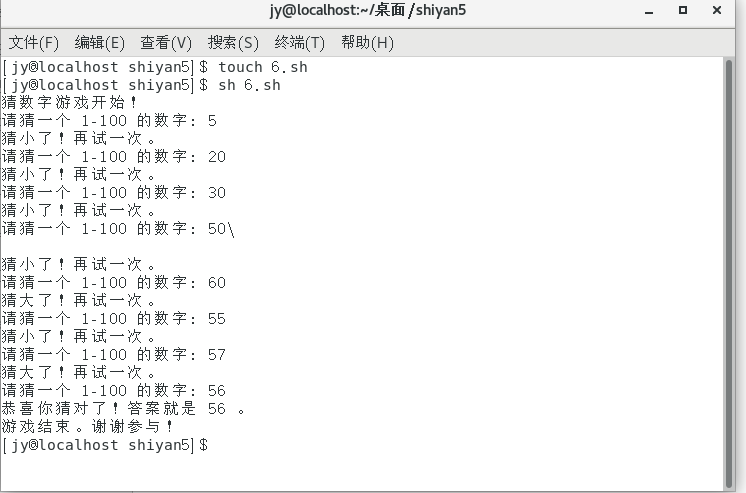 jy@localhost:~/桌面/shiyan5
文件(F) 编辑(E) 查看(V) 搜索(S) 终端(T) 帮助(H)
[jy@localhost shiyan5]$ touch 6.sh
[jy@localhost shiyan5]$ sh 6.sh
猜数字游戏开始！
请猜一个 1-100 的数字: 5
猜小了！再试一次。
请猜一个 1-100 的数字: 20
猜小了！再试一次。
请猜一个 1-100 的数字: 30
猜小了！再试一次。
请猜一个 1-100 的数字: 50\
猜小了！再试一次。
请猜一个 1-100 的数字: 60
猜大了！再试一次。
请猜一个 1-100 的数字: 55
猜小了！再试一次。
请猜一个 1-100 的数字: 57
猜大了！再试一次。
请猜一个 1-100 的数字: 56
恭喜你猜对了！答案就是 56 。
游戏结束。谢谢参与！
[jy@localhost shiyan5]$